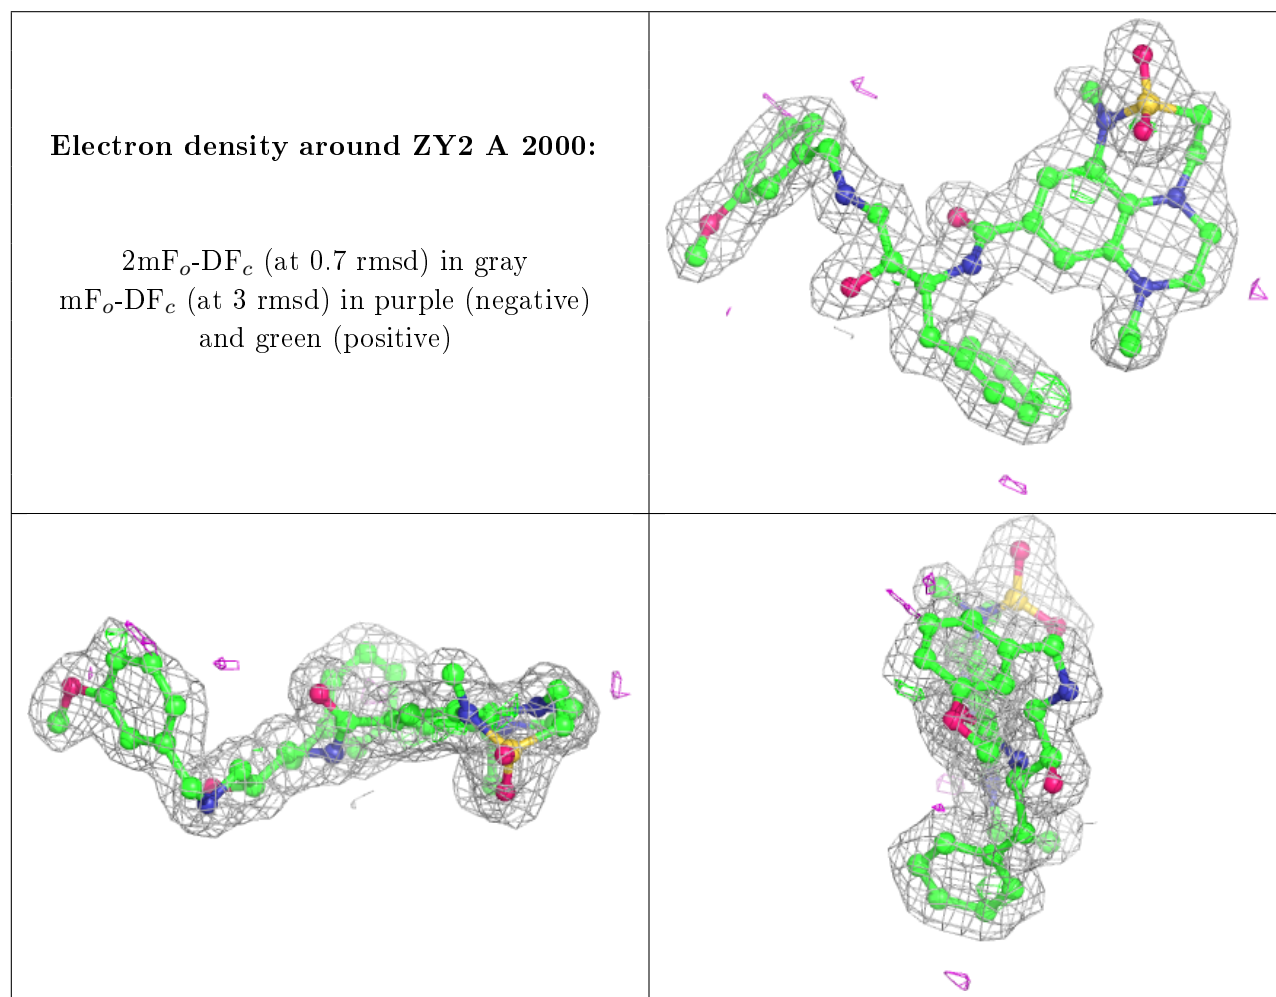 Electron density around ZY2 A 2000:
2mFo-DFc (at 0.7 rmsd) in gray
mFo-DFc (at 3 rmsd) in purple (negative)
and green (positive)